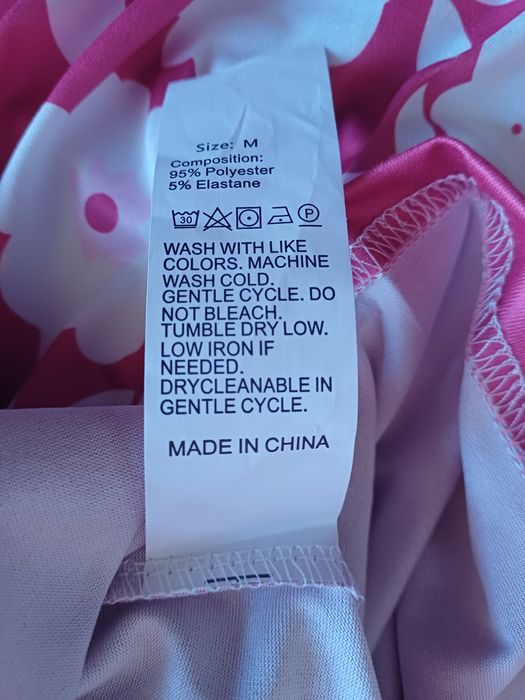 Size: M
Composition:
95% Polyester
5% Elastane
30 P
WASH WITH LIKE
COLORS. MACHINE
WASH COLD.
GENTLE CYCLE. DO
NOT BLEACH.
TUMBLE DRY LOW.
LOW IRON IF
NEEDED.
DRYCLEANABLE IN
GENTLE CYCLE.
MADE IN CHINA